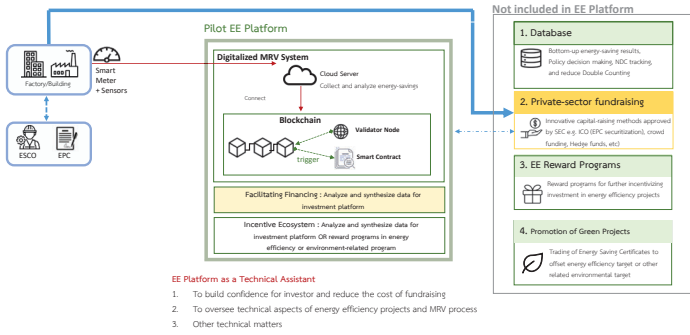 Not included in EE Platform
Pilot EE Platform
Digitalized MRV System
Factory/Building
Smart
Meter
+ Sensors
ESCO
EPC
Cloud Server
Collect and analyze energy-savings
Connect
Blockchain
Validator Node
trigger
Smart Contract
Facilitating Financing : Analyze and synthesize data for
investment platform
Incentive Ecosystem : Analyze and synthesize data for
investment platform OR reward programs in energy
efficiency or environment-related program
1. Database
Bottom-up energy-saving results,
Policy decision making, NDC tracking,
and reduce Double Counting
2. Private-sector fundraising
Innovative capital-raising methods approved
by SEC e.g. ICO (EPC securitization), crowd
funding, Hedge funds, etc)
3. EE Reward Programs
Reward programs for further incentivizing
investment in energy efficiency projects
4. Promotion of Green Projects
Trading of Energy Saving Certificates to
offset energy efficiency target or other
related environmental target
EE Platform as a Technical Assistant
1. To build confidence for investor and reduce the cost of fundraising
2. To oversee technical aspects of energy efficiency projects and MRV process
3. Other technical matters